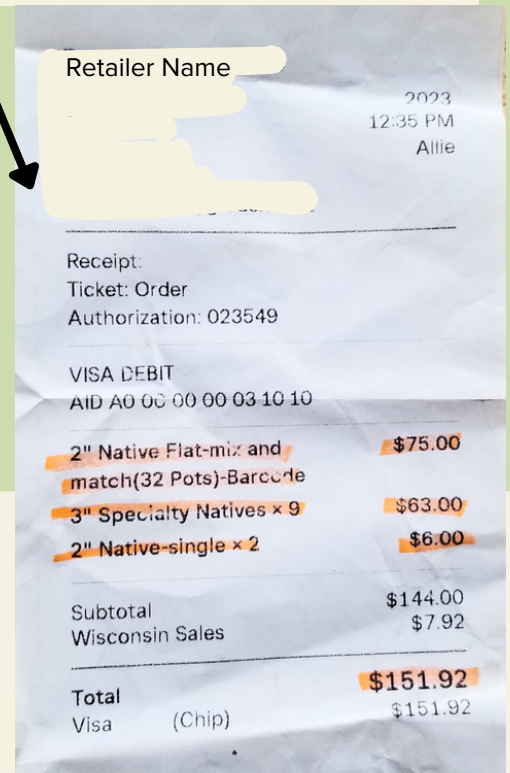 Retailer Name
2023
12:35 PM
Allie
Receipt:
Ticket: Order
Authorization: 023549
VISA DEBIT
AID A0 00 00 00 03 10 10
2" Native Flat-mix and $75.00
match(32 Pots)-Barcode
3" Specialty Natives × 9 $63.00
2" Native-single × 2 $6.00
Subtotal $144.00
Wisconsin Sales $7.92
Total $151.92
Visa (Chip) $151.92